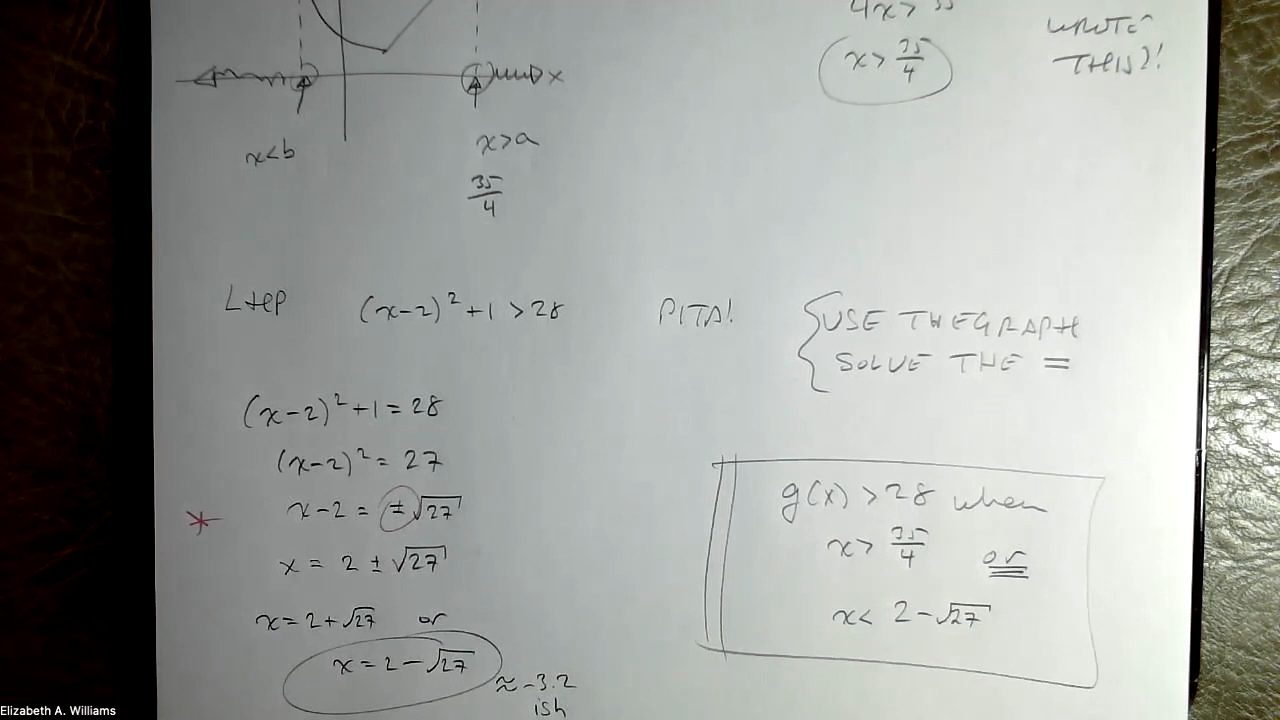 4x > 35
x > 35/4
WROTE
THIS?!
x
x<b
x>a
35/4
Ltep
(x-2)² + 1 > 28
PITA!
USE THE GRAPH
SOLVE THE =
(x-2)² + 1 = 28
(x-2)² = 27
* x-2 = ±√27
x = 2 ± √27
x = 2+√27 or
x = 2-√27
≈ -3.2
ish
g(x) > 28 when
x > 35/4 or
x < 2-√27
Elizabeth A. Williams